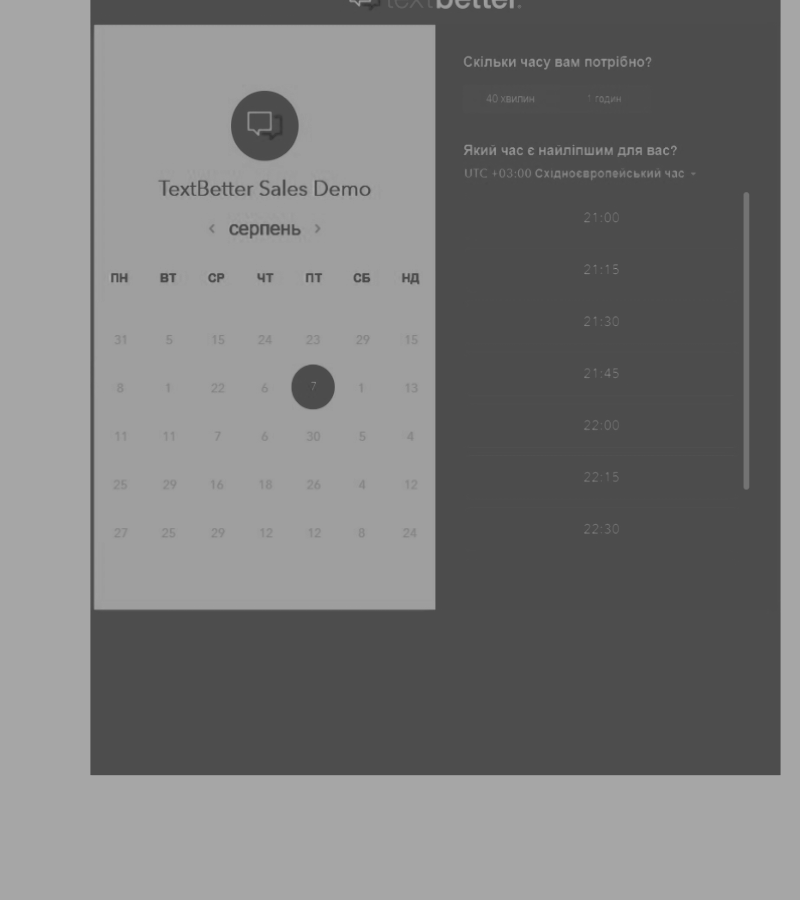 textbetter.
TextBetter Sales Demo
‹ серпень ›
ПН ВТ СР ЧТ ПТ СБ НД
31 5 15 24 23 29 15
8 1 22 6 7 1 13
11 11 7 6 30 5 4
25 29 16 18 26 4 12
27 25 29 12 12 8 24
Скільки часу вам потрібно?
40 хвилин 1 годин
Який час є найліпшим для вас?
UTC +03:00 Східноєвропейський час
21:00
21:15
21:30
21:45
22:00
22:15
22:30